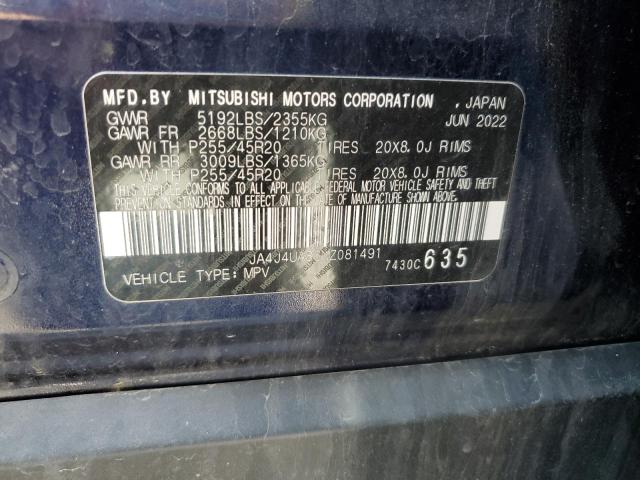 MFD.BY MITSUBISHI MOTORS CORPORATION , JAPAN
GVWR 5192LBS/2355KG JUN 2022
GAWR FR 2668LBS/1210KG
WITH P255/45R20 TIRES 20X8.0J RIMS
GAWR RR 3009LBS/1365KG
WITH P255/45R20 TIRES 20X8.0J RIMS
THIS VEHICLE CONFORMS TO ALL APPLICABLE FEDERAL MOTOR VEHICLE SAFETY AND THEFT
PREVENTION STANDARDS IN EFFECT ON THE DATE OF MANUFACTURE SHOWN ABOVE.
Z081491
VEHICLE TYPE: MPV 7430C 635